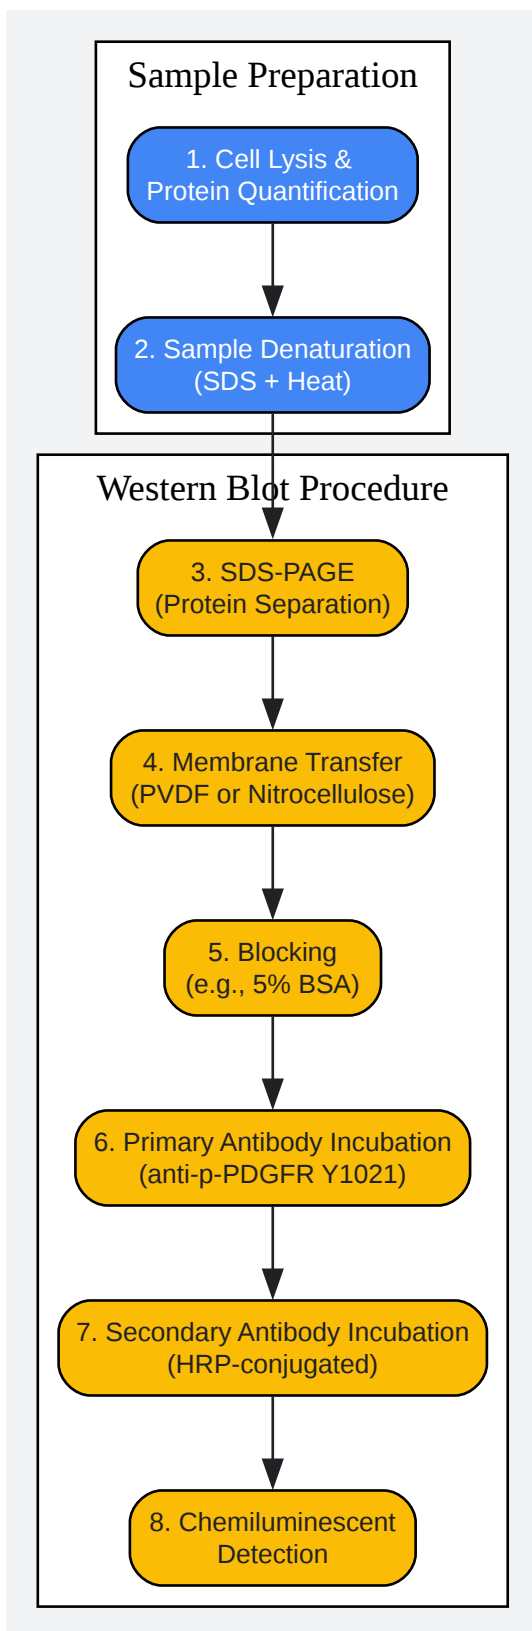 Sample Preparation
1. Cell Lysis &
Protein Quantification
2. Sample Denaturation
(SDS + Heat)
Western Blot Procedure
3. SDS-PAGE
(Protein Separation)
4. Membrane Transfer
(PVDF or Nitrocellulose)
5. Blocking
(e.g., 5% BSA)
6. Primary Antibody Incubation
(anti-p-PDGFR Y1021)
7. Secondary Antibody Incubation
(HRP-conjugated)
8. Chemiluminescent
Detection